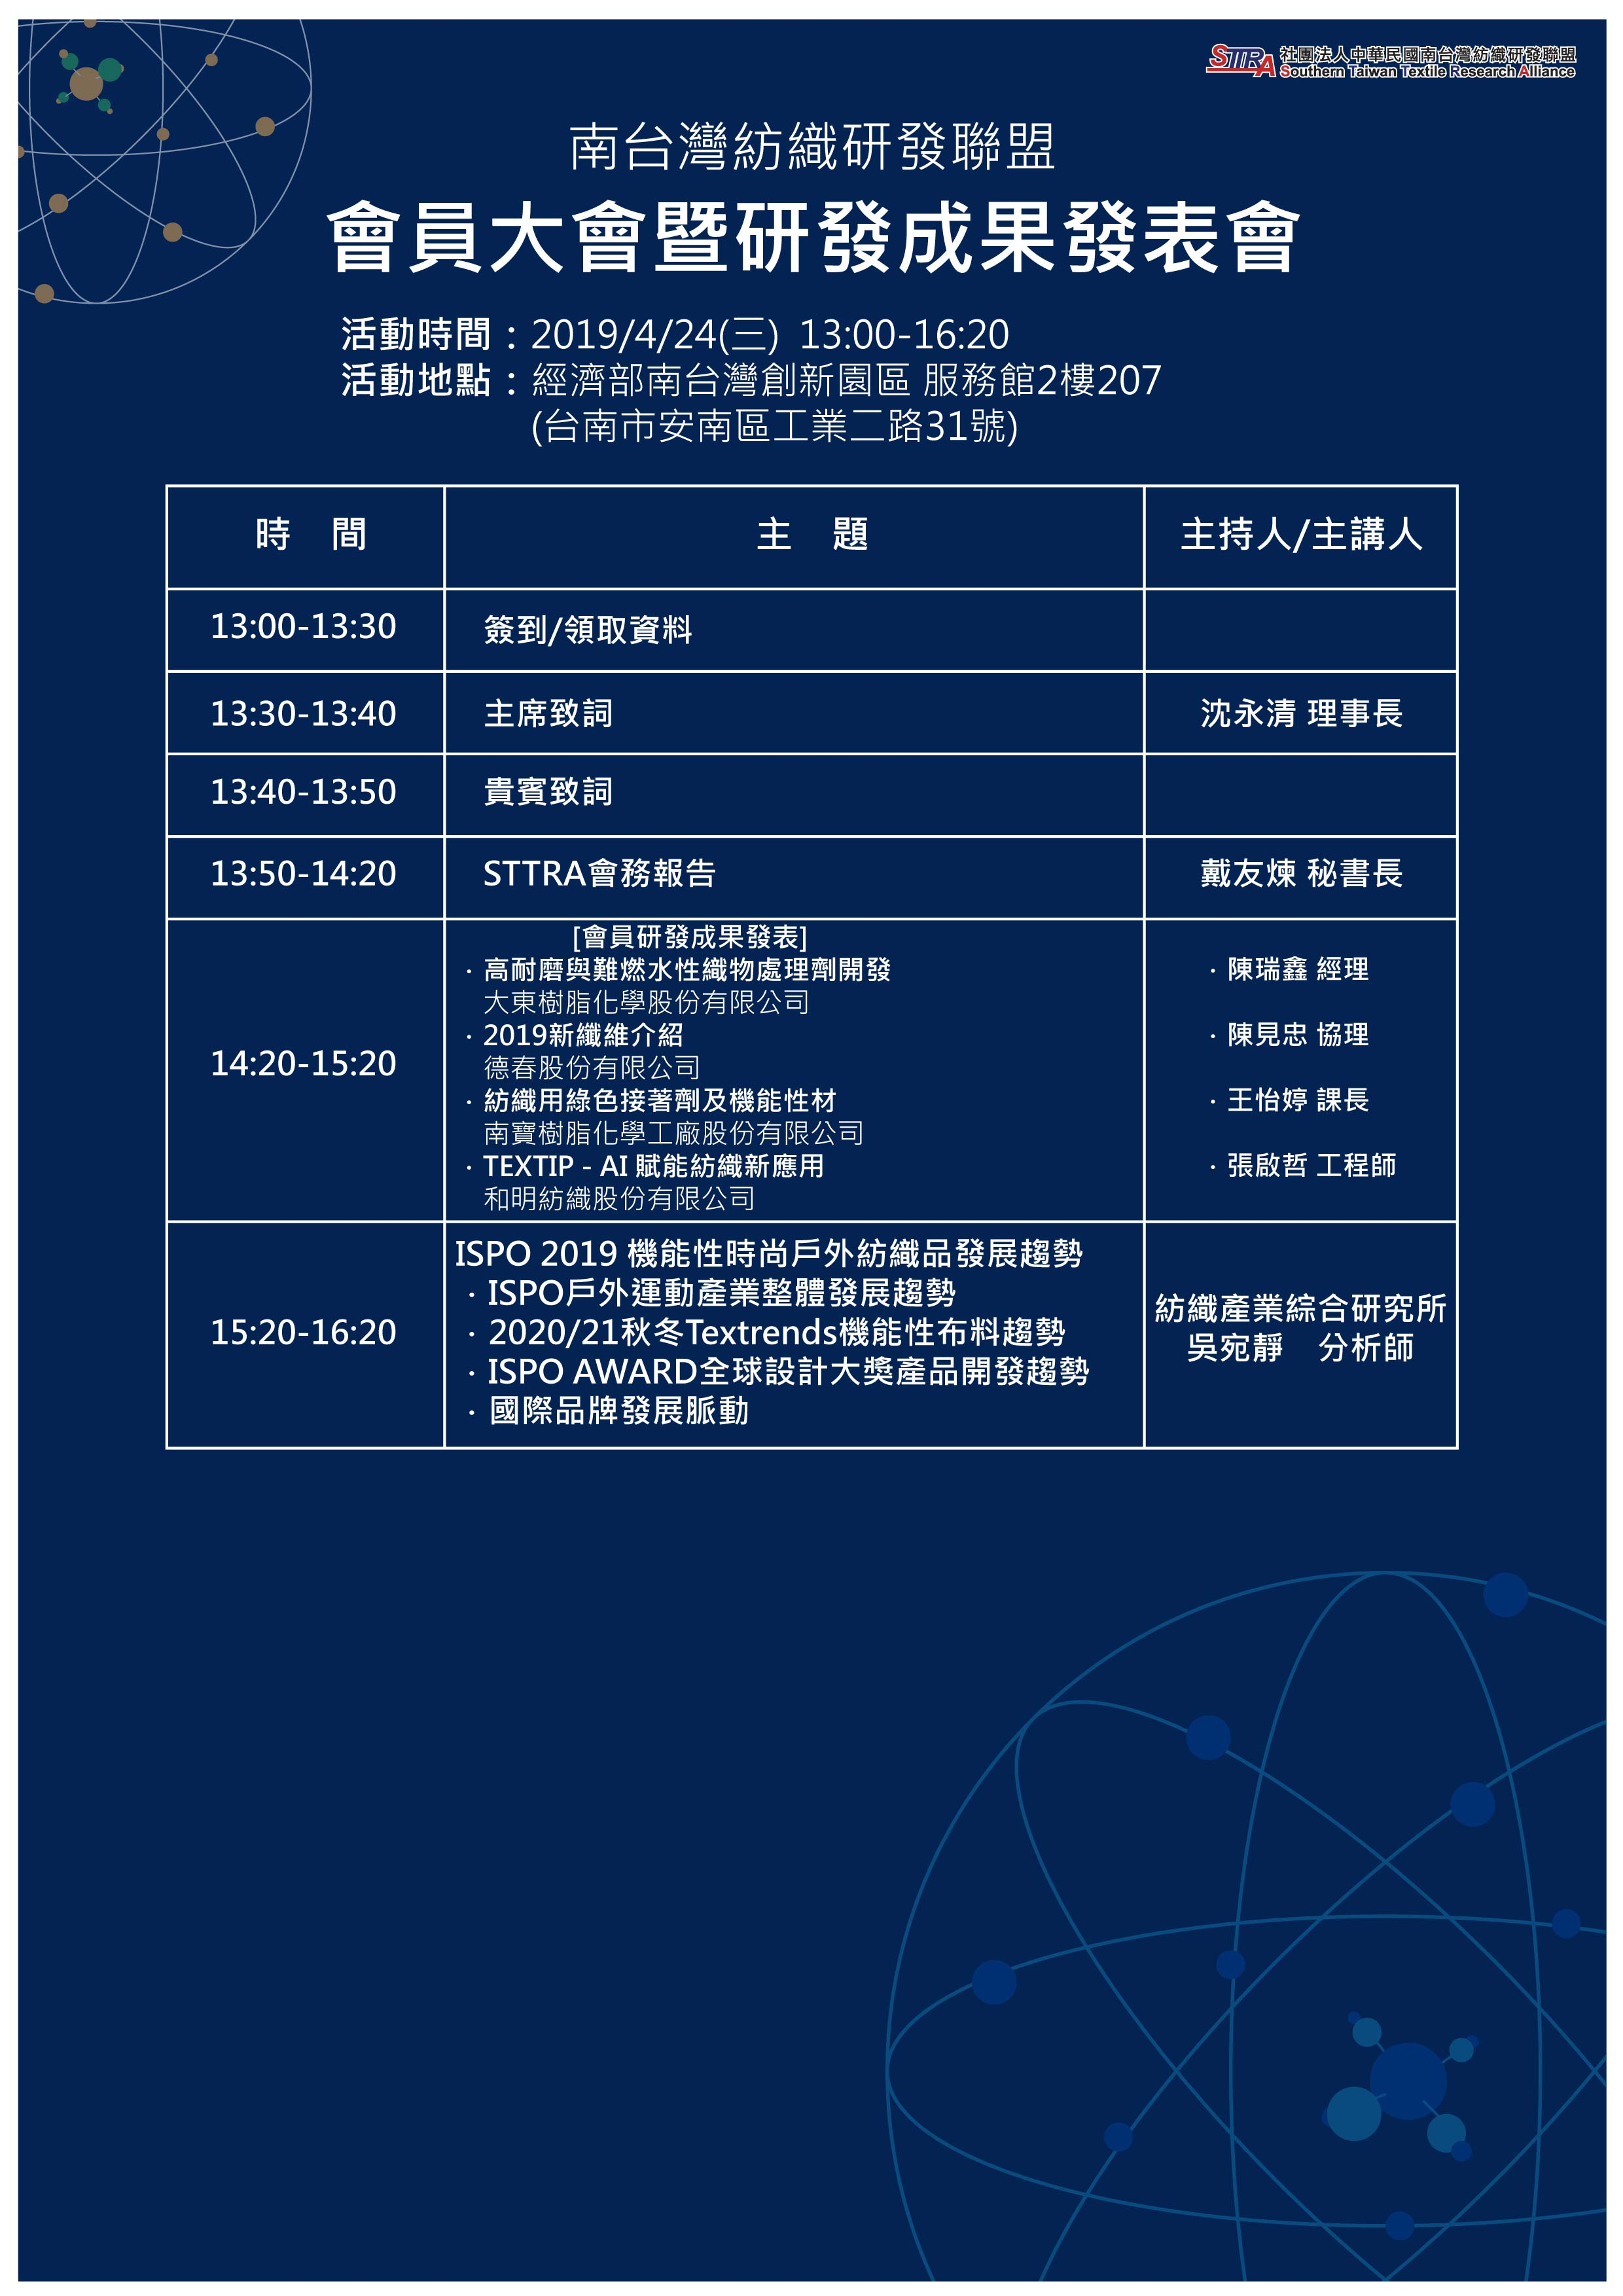 STTRA 社團法人中華民國南台灣紡織研發聯盟
Southern Taiwan Textile Research Alliance
南台灣紡織研發聯盟
會員大會暨研發成果發表會
活動時間：2019/4/24(三) 13:00-16:20
活動地點：經濟部南台灣創新園區 服務館2樓207
(台南市安南區工業二路31號)
時　間 主　題 主持人/主講人
13:00-13:30 簽到/領取資料
13:30-13:40 主席致詞 沈永清 理事長
13:40-13:50 貴賓致詞
13:50-14:20 STTRA會務報告 戴友煉 秘書長
14:20-15:20
[會員研發成果發表]
· 高耐磨與難燃水性織物處理劑開發 · 陳瑞鑫 經理
大東樹脂化學股份有限公司
· 2019新纖維介紹 · 陳見忠 協理
德春股份有限公司
· 紡織用綠色接著劑及機能性材 · 王怡婷 課長
南寶樹脂化學工廠股份有限公司
· TEXTIP - AI 賦能紡織新應用 · 張啟哲 工程師
和明紡織股份有限公司
15:20-16:20
ISPO 2019 機能性時尚戶外紡織品發展趨勢
· ISPO戶外運動產業整體發展趨勢
· 2020/21秋冬Textrends機能性布料趨勢
· ISPO AWARD全球設計大獎產品開發趨勢
· 國際品牌發展脈動
紡織產業綜合研究所
吳宛靜　分析師